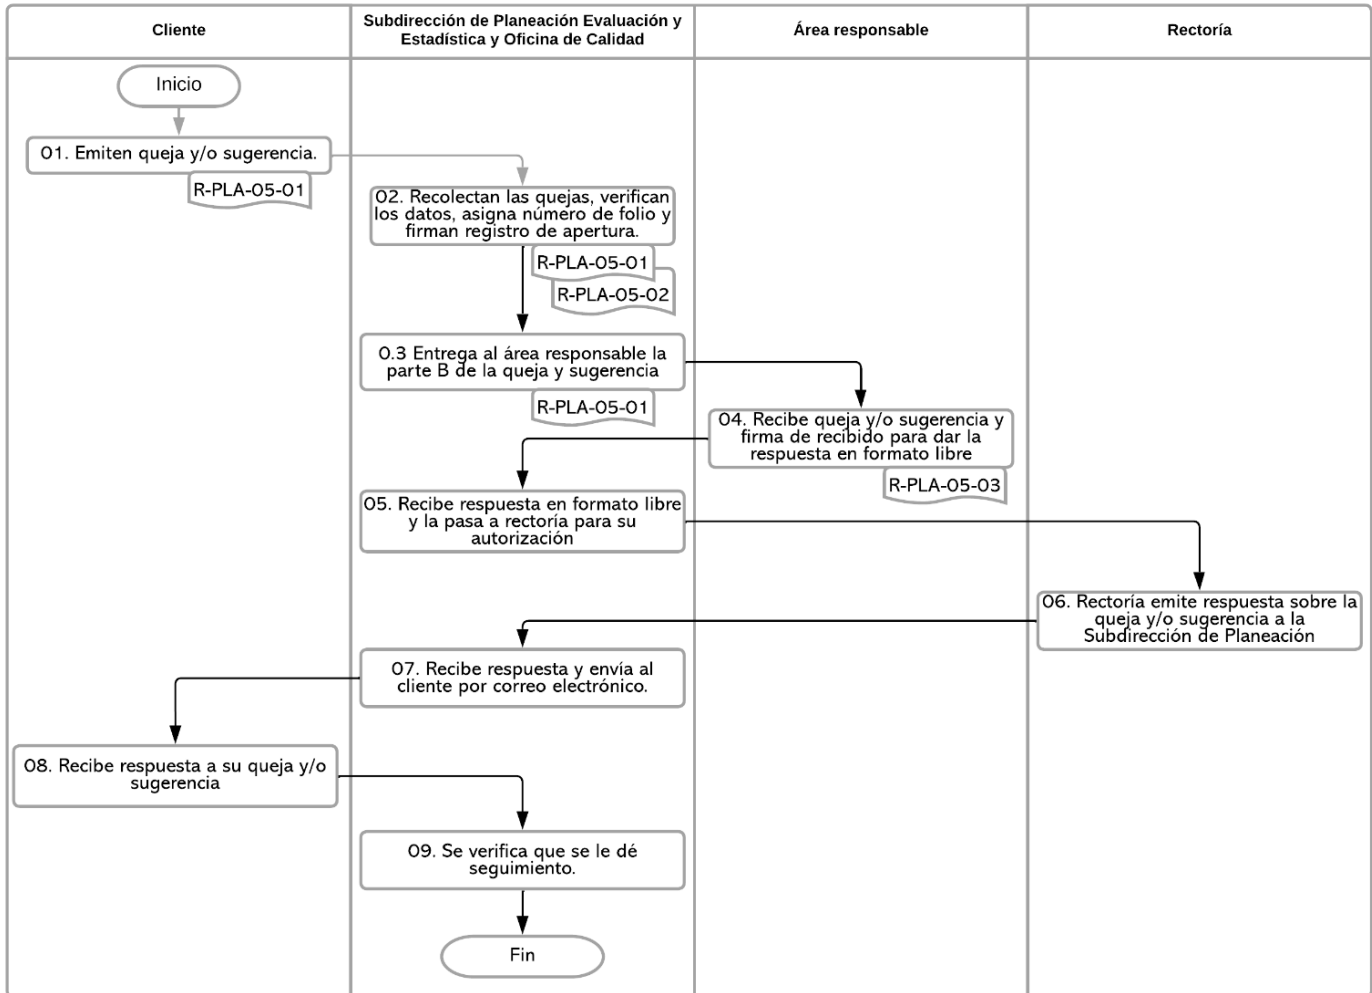 Cliente
Subdirección de Planeación Evaluación y
Estadística y Oficina de Calidad
Área responsable
Rectoría
Inicio
01. Emiten queja y/o sugerencia.
R-PLA-05-01
02. Recolectan las quejas, verifican
los datos, asigna número de folio y
firman registro de apertura.
R-PLA-05-01
R-PLA-05-02
0.3 Entrega al área responsable la
parte B de la queja y sugerencia
R-PLA-05-01
04. Recibe queja y/o sugerencia y
firma de recibido para dar la
respuesta en formato libre
R-PLA-05-03
05. Recibe respuesta en formato libre
y la pasa a rectoría para su
autorización
06. Rectoría emite respuesta sobre la
queja y/o sugerencia a la
Subdirección de Planeación
07. Recibe respuesta y envía al
cliente por correo electrónico.
08. Recibe respuesta a su queja y/o
sugerencia
09. Se verifica que se le dé
seguimiento.
Fin